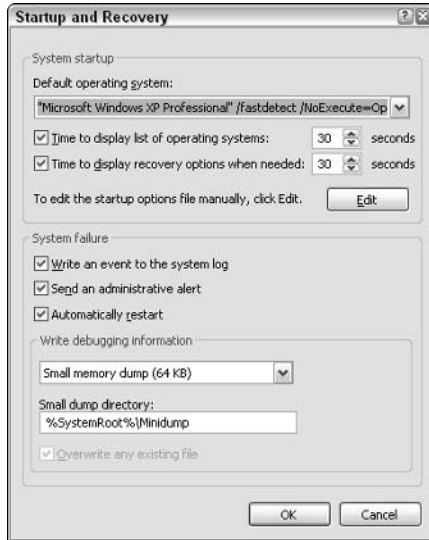 Startup and Recovery
System startup
Default operating system:
"Microsoft Windows XP Professional" /fastdetect /NoExecute=Op
Time to display list of operating systems: 30 seconds
Time to display recovery options when needed: 30 seconds
To edit the startup options file manually, click Edit. Edit
System failure
Write an event to the system log
Send an administrative alert
Automatically restart
Write debugging information
Small memory dump (64 KB)
Small dump directory:
%SystemRoot%\Minidump
Overwrite any existing file
OK Cancel